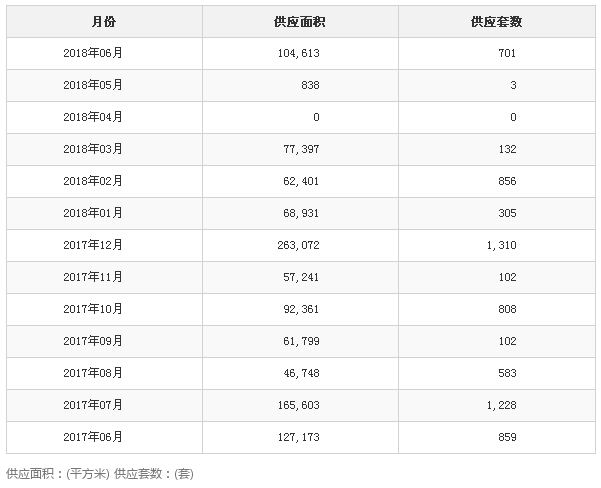 月份 供应面积 供应套数
2018年06月 104,613 701
2018年05月 838 3
2018年04月 0 0
2018年03月 77,397 132
2018年02月 62,401 856
2018年01月 68,931 305
2017年12月 263,072 1,310
2017年11月 57,241 102
2017年10月 92,361 808
2017年09月 61,799 102
2017年08月 46,748 583
2017年07月 165,603 1,228
2017年06月 127,173 859
供应面积：(平方米) 供应套数：(套)